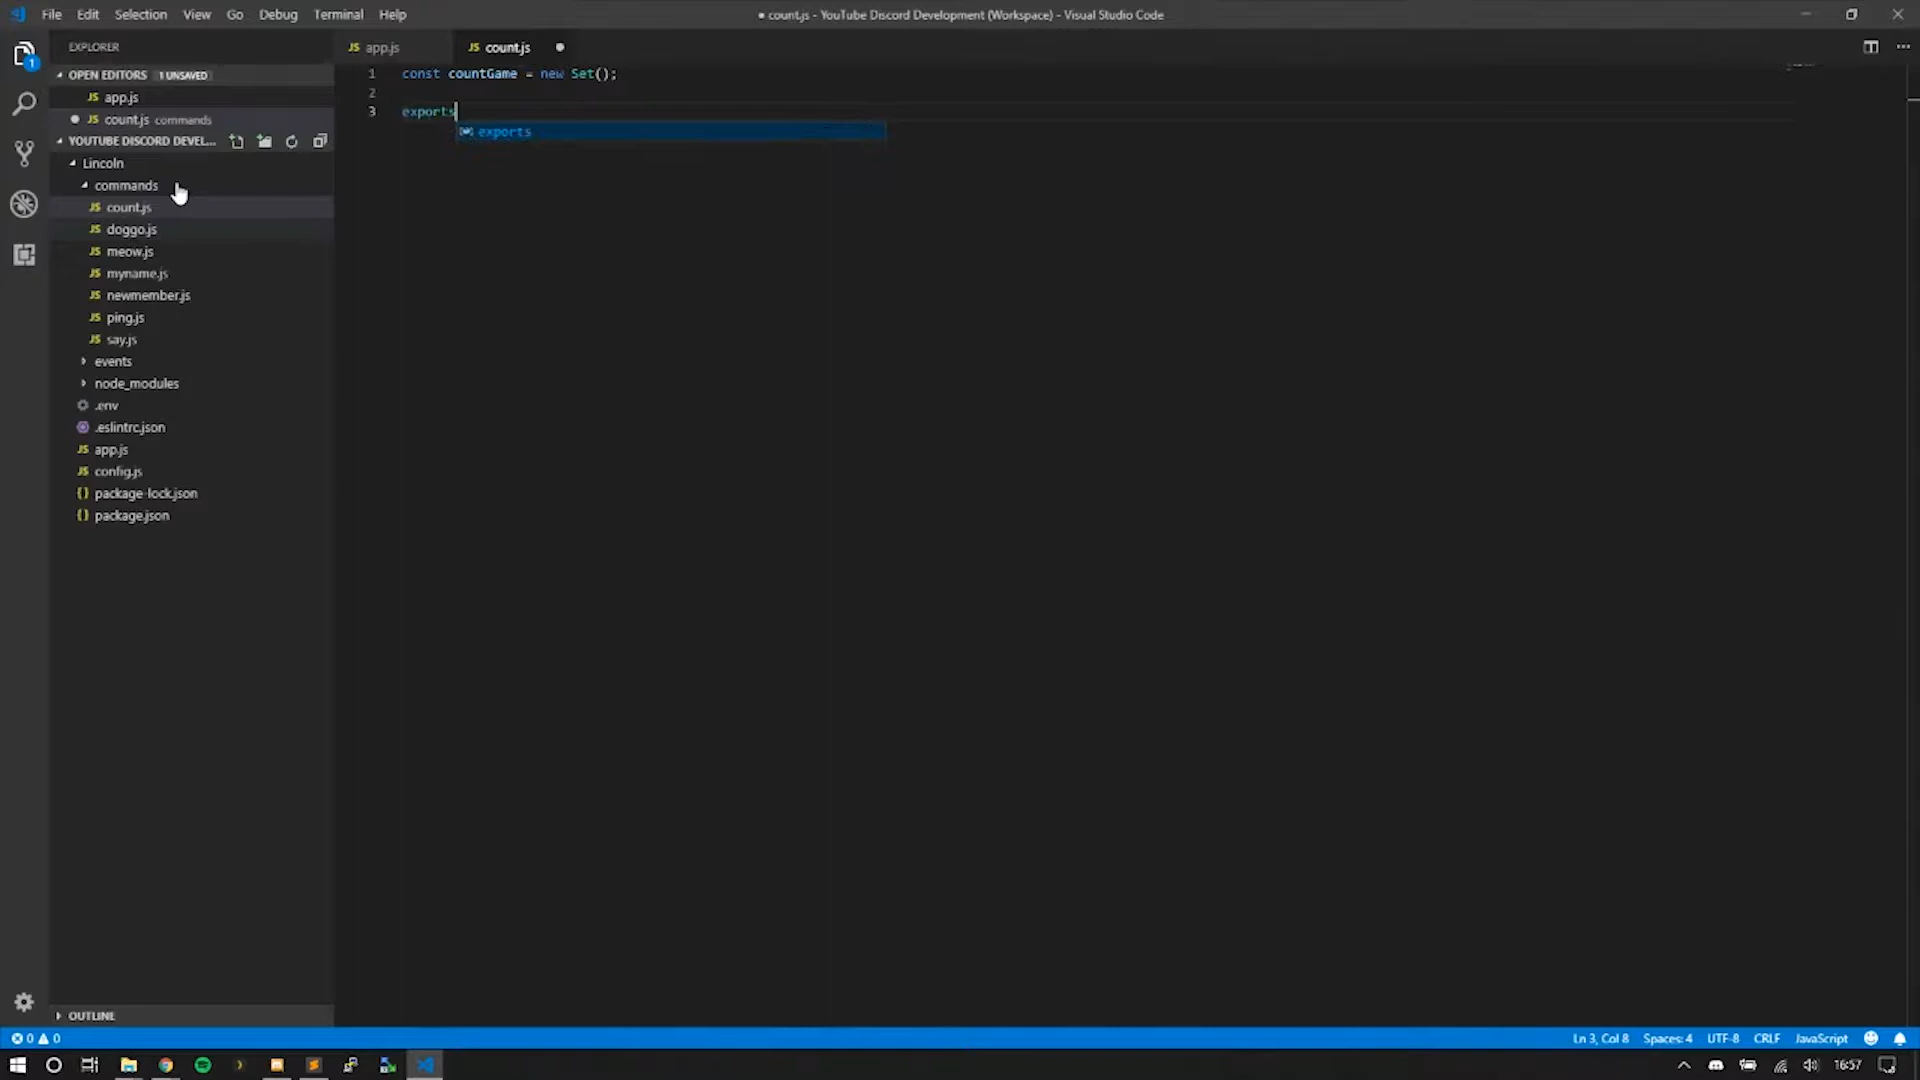 File Edit Selection View Go Debug Terminal Help
● count.js - YouTube Discord Development (Workspace) - Visual Studio Code
EXPLORER
JS app.js
JS count.js
OPEN EDITORS 1 UNSAVED
JS app.js
JS count.js commands
YOUTUBE DISCORD DEVEL...
Lincoln
commands
JS count.js
JS doggo.js
JS meow.js
JS myname.js
JS newmember.js
JS ping.js
JS say.js
events
node_modules
.env
.eslintrc.json
JS app.js
JS config.js
{} package-lock.json
{} package.json
OUTLINE
1
1 const countGame = new Set();
2
3 exports
exports
0 0
Ln 3, Col 8 Spaces: 4 UTF-8 CRLF JavaScript
16:57